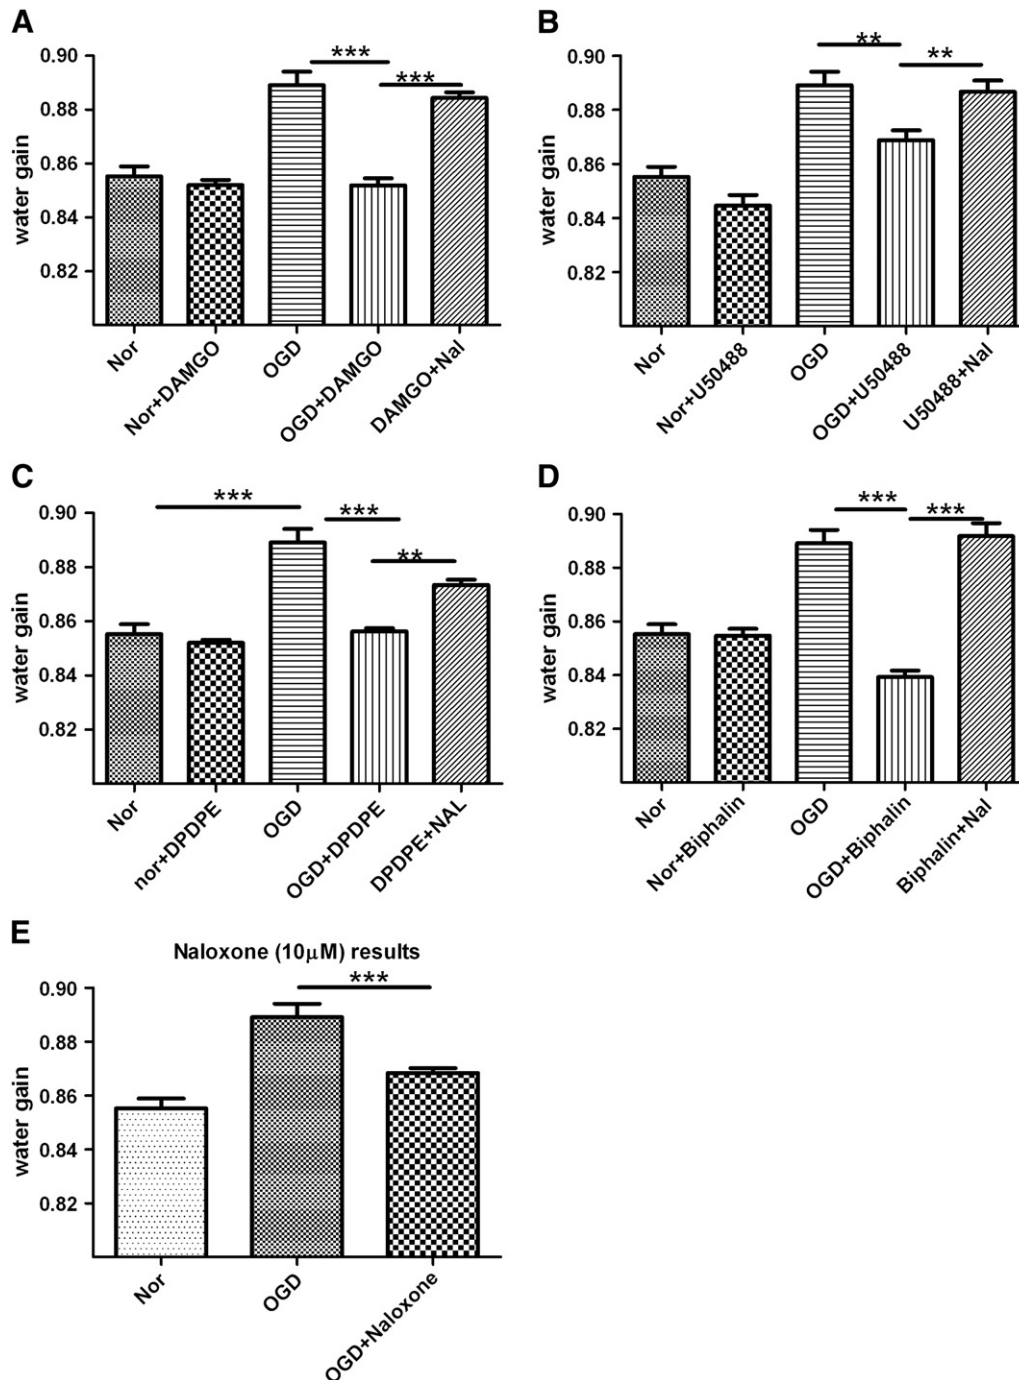 A
***
***
0.90
0.88
0.86
0.84
0.82
water gain
Nor
Nor+DAMGO
OGD
OGD+DAMGO
DAMGO+Nal
B
**
**
0.90
0.88
0.86
0.84
0.82
water gain
Nor
Nor+U50488
OGD
OGD+U50488
U50488+Nal
C
***
***
**
0.90
0.88
0.86
0.84
0.82
water gain
Nor
nor+DPDPE
OGD
OGD+DPDPE
DPDPE+NAL
D
***
***
0.90
0.88
0.86
0.84
0.82
water gain
Nor
Nor+Biphalin
OGD
OGD+Biphalin
Biphalin+Nal
E
Naloxone (10μM) results
***
0.90
0.88
0.86
0.84
0.82
water gain
Nor
OGD
OGD+Naloxone